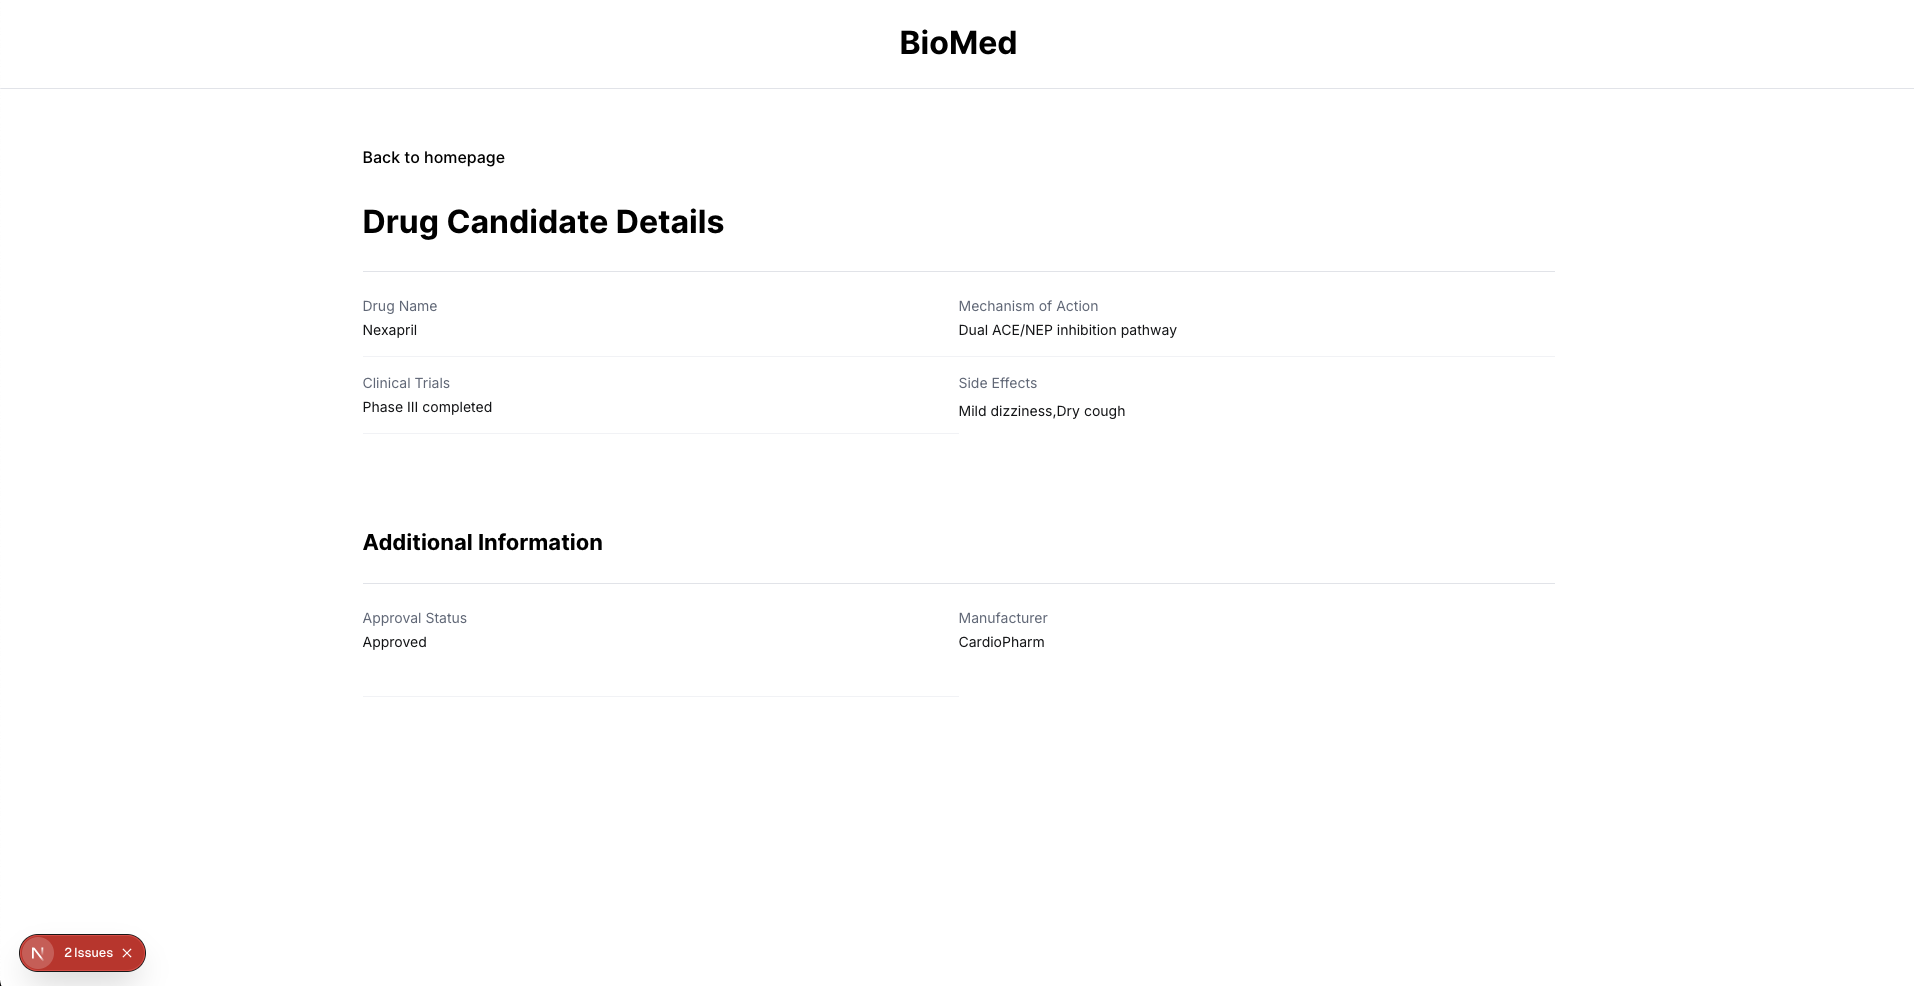 BioMed
Back to homepage
Drug Candidate Details
Drug Name
Nexapril
Mechanism of Action
Dual ACE/NEP inhibition pathway
Clinical Trials
Phase III completed
Side Effects
Mild dizziness,Dry cough
Additional Information
Approval Status
Approved
Manufacturer
CardioPharm
N 2 Issues